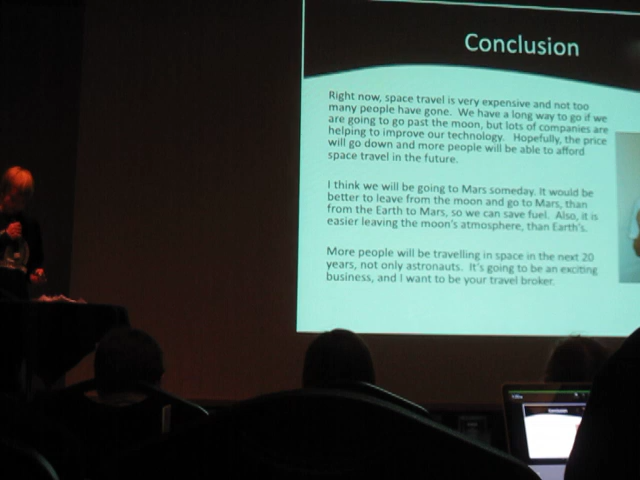 Conclusion
Right now, space travel is very expensive and not too
many people have gone. We have a long way to go if we
are going to go past the moon, but lots of companies are
helping to improve our technology. Hopefully, the price
will go down and more people will be able to afford
space travel in the future.
I think we will be going to Mars someday. It would be
better to leave from the moon and go to Mars, than
from the Earth to Mars, so we can save fuel. Also, it is
easier leaving the moon's atmosphere, than Earth's.
More people will be travelling in space in the next 20
years, not only astronauts. It's going to be an exciting
business, and I want to be your travel broker.
Conclusion